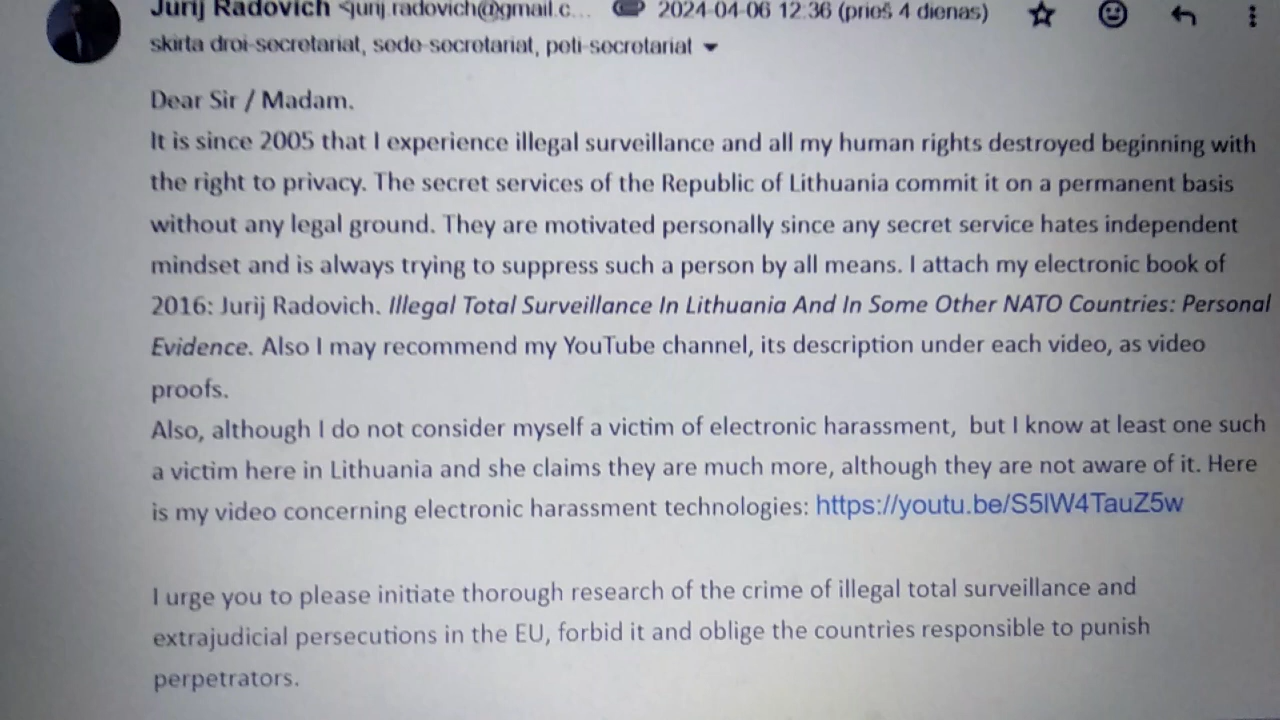 Jurij Radovich <jurij.radovich@gmail.c... 2024-04-06 12:36 (prieš 4 dienas)
skirta droi-secretariat, sede-secretariat, peti-secretariat
Dear Sir / Madam.
It is since 2005 that I experience illegal surveillance and all my human rights destroyed beginning with
the right to privacy. The secret services of the Republic of Lithuania commit it on a permanent basis
without any legal ground. They are motivated personally since any secret service hates independent
mindset and is always trying to suppress such a person by all means. I attach my electronic book of
2016: Jurij Radovich. Illegal Total Surveillance In Lithuania And In Some Other NATO Countries: Personal
Evidence. Also I may recommend my YouTube channel, its description under each video, as video
proofs.
Also, although I do not consider myself a victim of electronic harassment, but I know at least one such
a victim here in Lithuania and she claims they are much more, although they are not aware of it. Here
is my video concerning electronic harassment technologies: https://youtu.be/S5lW4TauZ5w
I urge you to please initiate thorough research of the crime of illegal total surveillance and
extrajudicial persecutions in the EU, forbid it and oblige the countries responsible to punish
perpetrators.